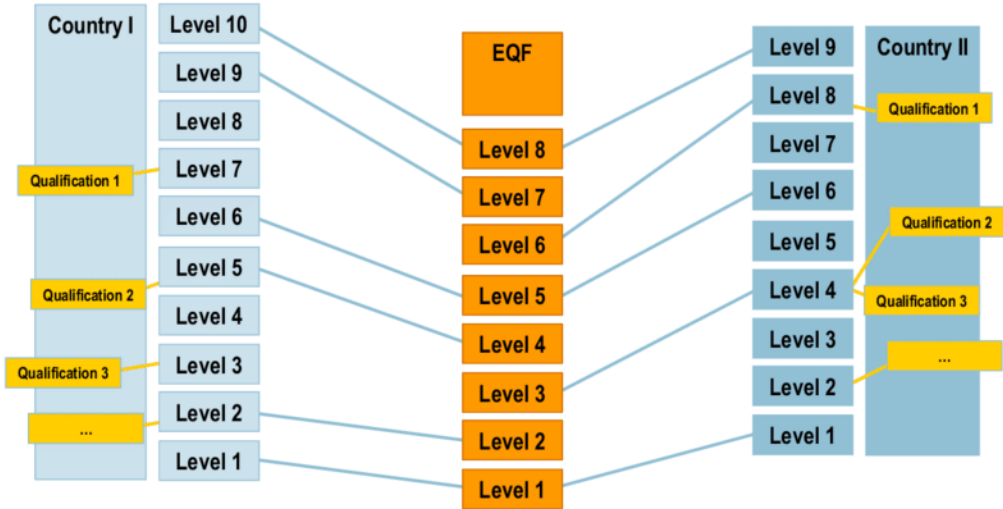 Country I
Level 10
Level 9
Level 8
Level 7
Level 6
Level 5
Level 4
Level 3
Level 2
Level 1
Qualification 1
Qualification 2
Qualification 3
...
EQF
Level 8
Level 7
Level 6
Level 5
Level 4
Level 3
Level 2
Level 1
Level 9
Level 8
Level 7
Level 6
Level 5
Level 4
Level 3
Level 2
Level 1
Country II
Qualification 1
Qualification 2
Qualification 3
...